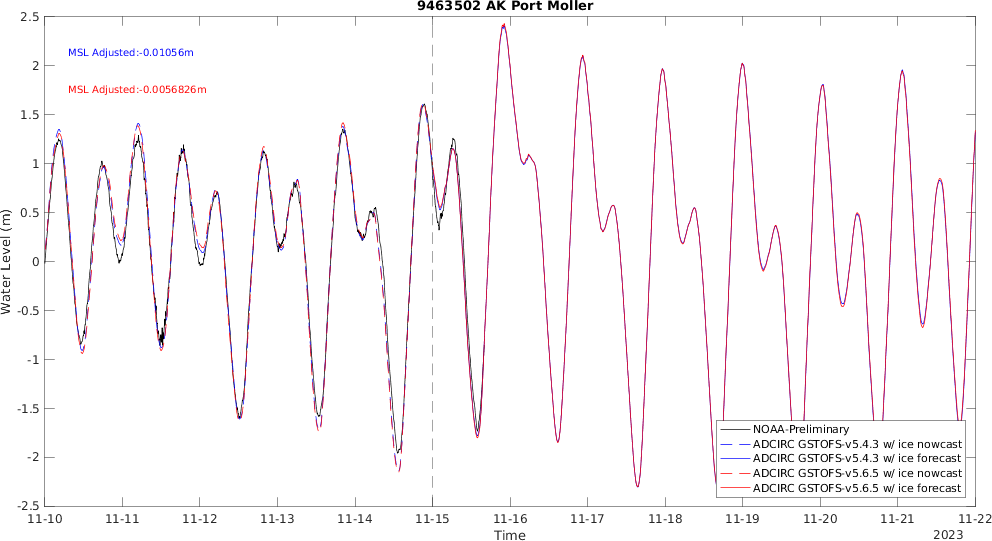 9463502 AK Port Moller
MSL Adjusted:-0.01056m
MSL Adjusted:-0.0056826m
Water Level (m)
2.5
2
1.5
1
0.5
0
-0.5
-1
-1.5
-2
-2.5
NOAA-Preliminary
ADCIRC GSTOFS-v5.4.3 w/ ice nowcast
ADCIRC GSTOFS-v5.4.3 w/ ice forecast
ADCIRC GSTOFS-v5.6.5 w/ ice nowcast
ADCIRC GSTOFS-v5.6.5 w/ ice forecast
11-10 11-11 11-12 11-13 11-14 11-15 11-16 11-17 11-18 11-19 11-20 11-21 11-22
Time
2023